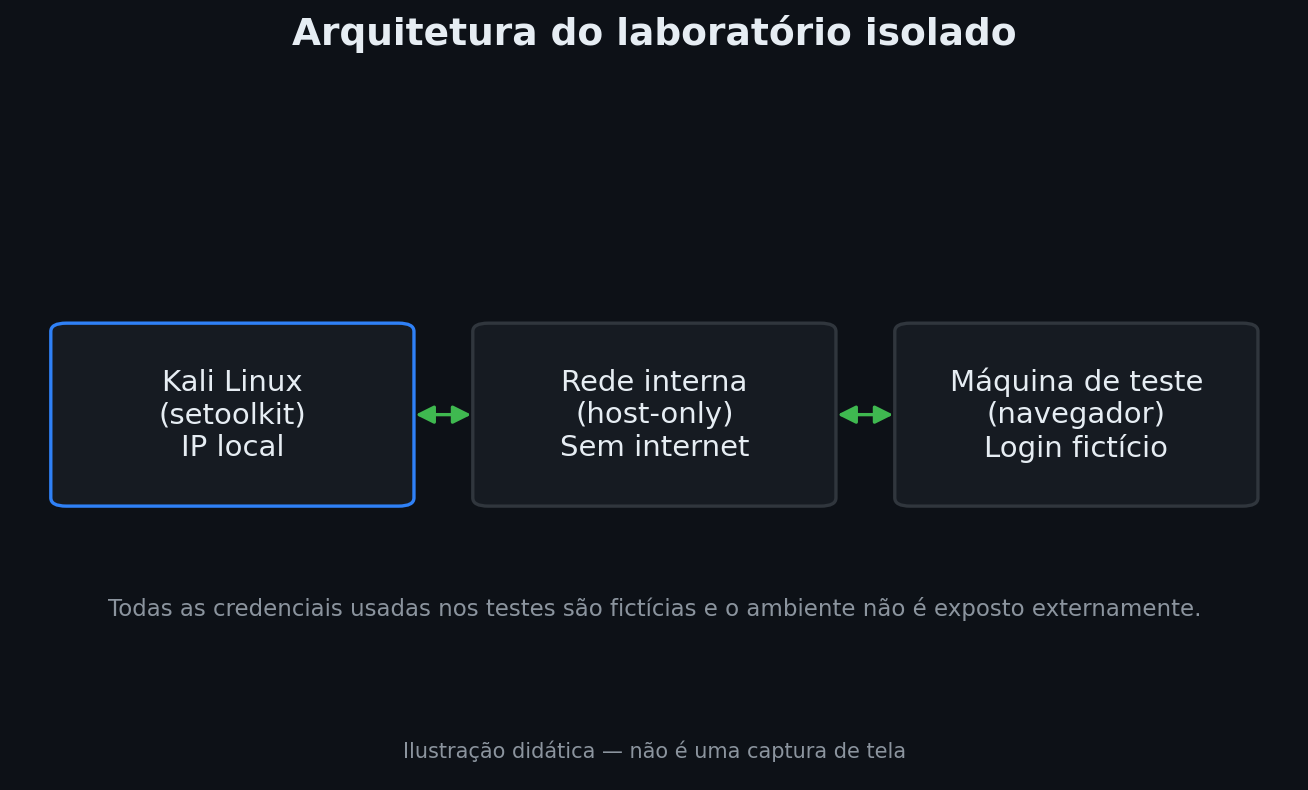 Arquitetura do laboratório isolado
Kali Linux
(setoolkit)
IP local
Rede interna
(host-only)
Sem internet
Máquina de teste
(navegador)
Login fictício
Todas as credenciais usadas nos testes são fictícias e o ambiente não é exposto externamente.
Ilustração didática — não é uma captura de tela